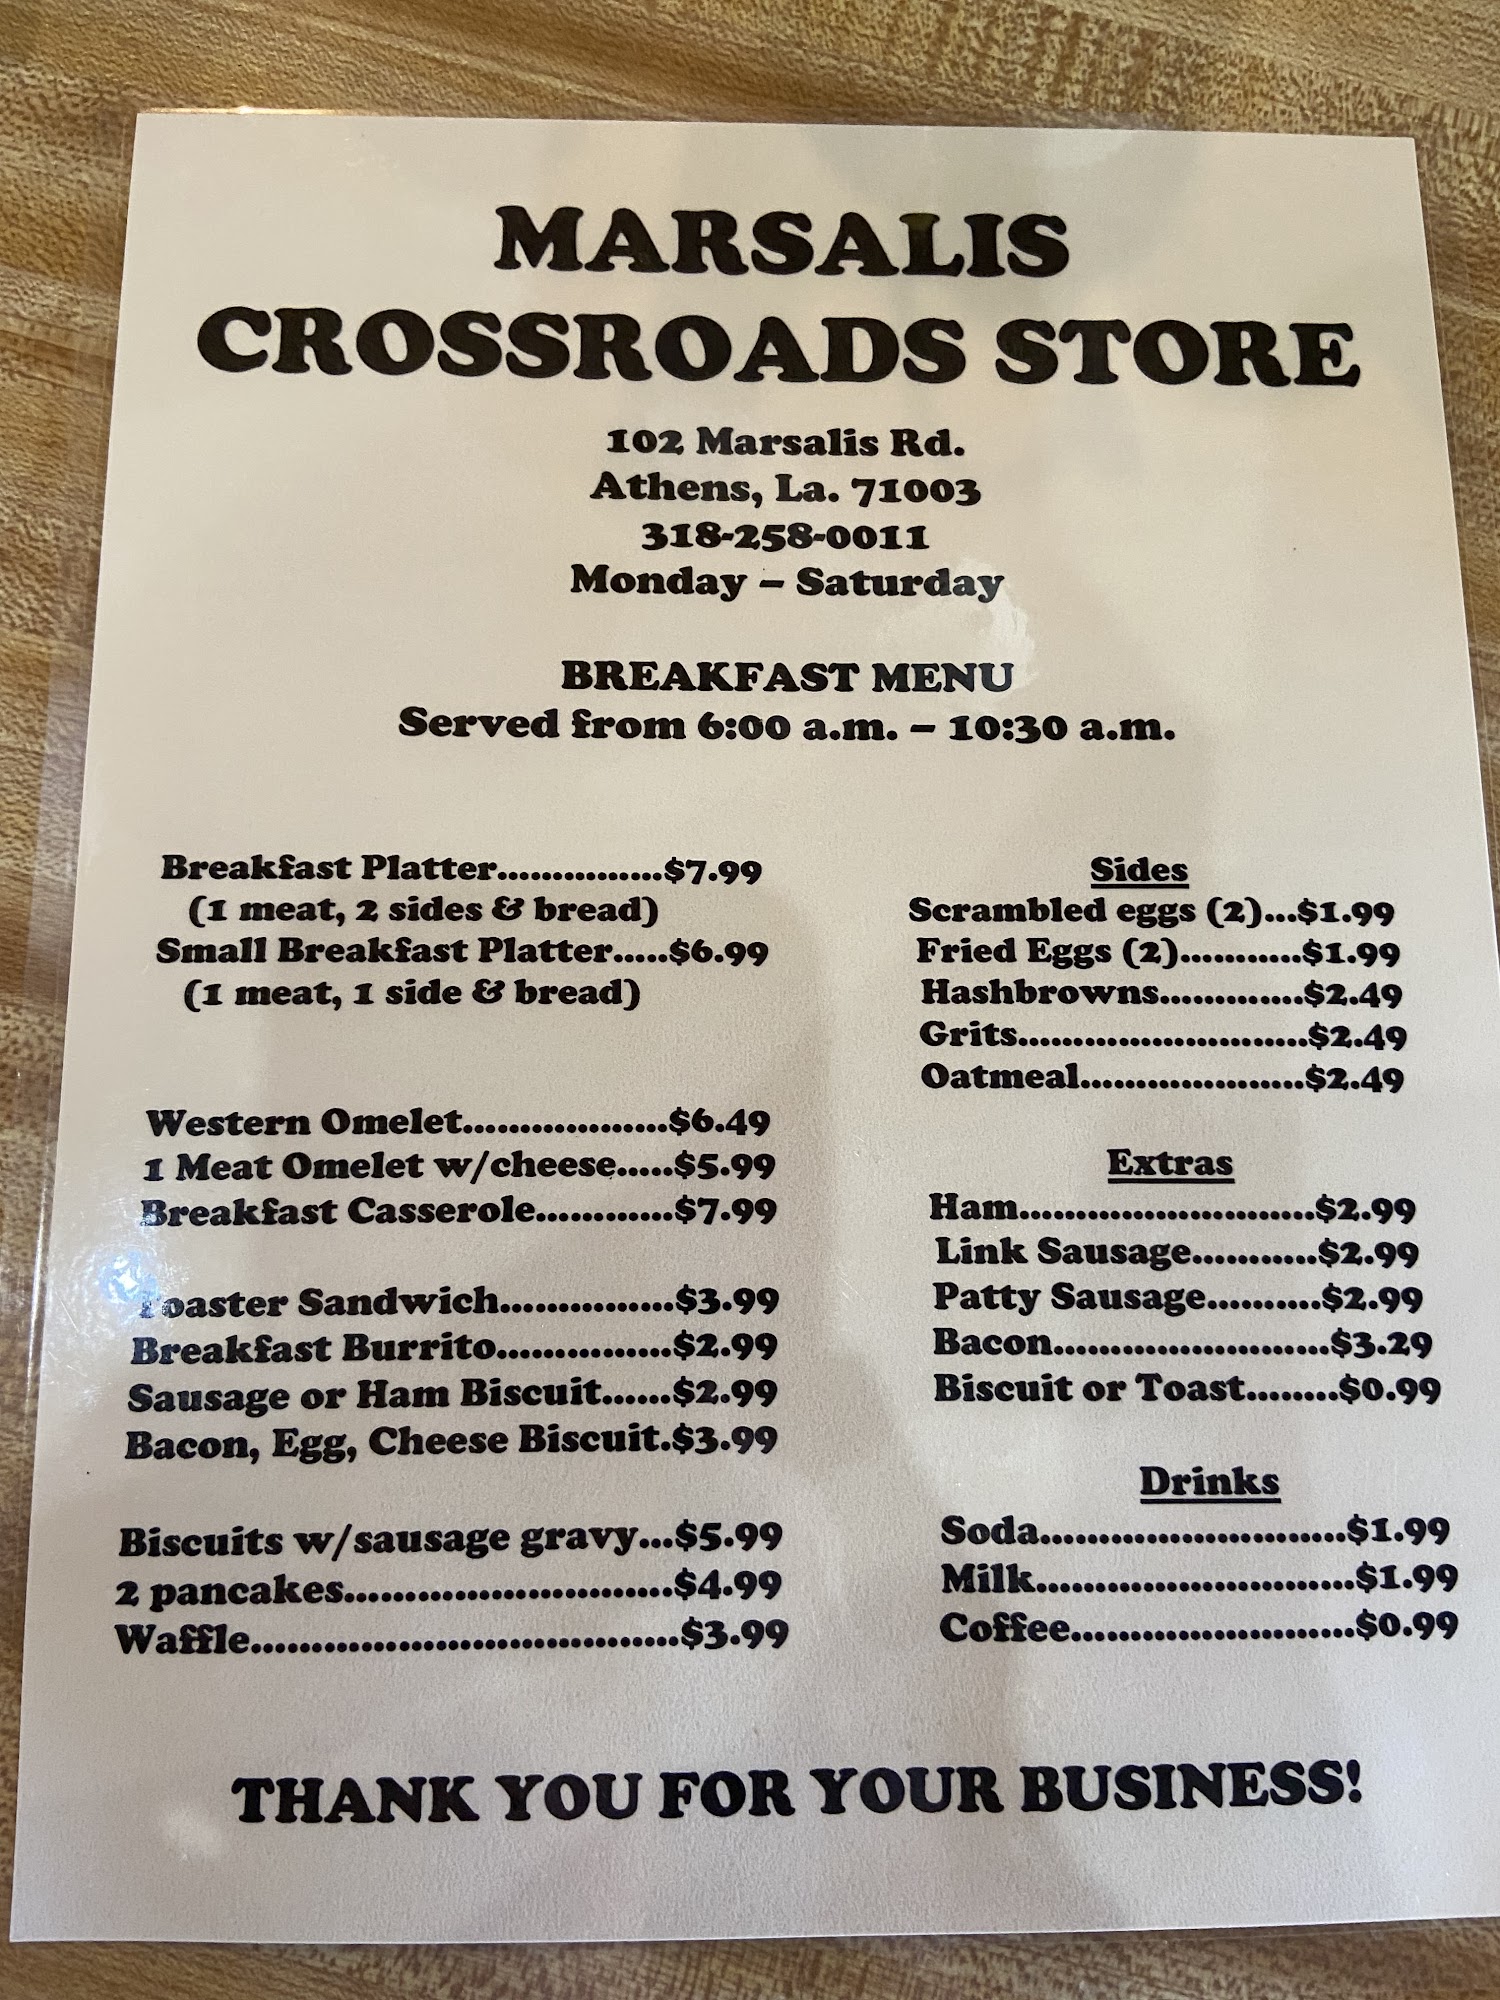 MARSALIS
CROSSROADS STORE
102 Marsalis Rd.
Athens, La. 71003
318-258-0011
Monday – Saturday
BREAKFAST MENU
Served from 6:00 a.m. – 10:30 a.m.
Breakfast Platter...............$7.99
(1 meat, 2 sides & bread)
Small Breakfast Platter.....$6.99
(1 meat, 1 side & bread)
Western Omelet...................$6.49
1 Meat Omelet w/cheese.....$5.99
Breakfast Casserole.............$7.99
Toaster Sandwich................$3.99
Breakfast Burrito................$2.99
Sausage or Ham Biscuit......$2.99
Bacon, Egg, Cheese Biscuit.$3.99
Biscuits w/sausage gravy...$5.99
2 pancakes............................$4.99
Waffle....................................$3.99
Sides
Scrambled eggs (2)...$1.99
Fried Eggs (2)...........$1.99
Hashbrowns.............$2.49
Grits..........................$2.49
Oatmeal....................$2.49
Extras
Ham..........................$2.99
Link Sausage...........$2.99
Patty Sausage..........$2.99
Bacon........................$3.29
Biscuit or Toast........$0.99
Drinks
Soda..........................$1.99
Milk...........................$1.99
Coffee........................$0.99
THANK YOU FOR YOUR BUSINESS!